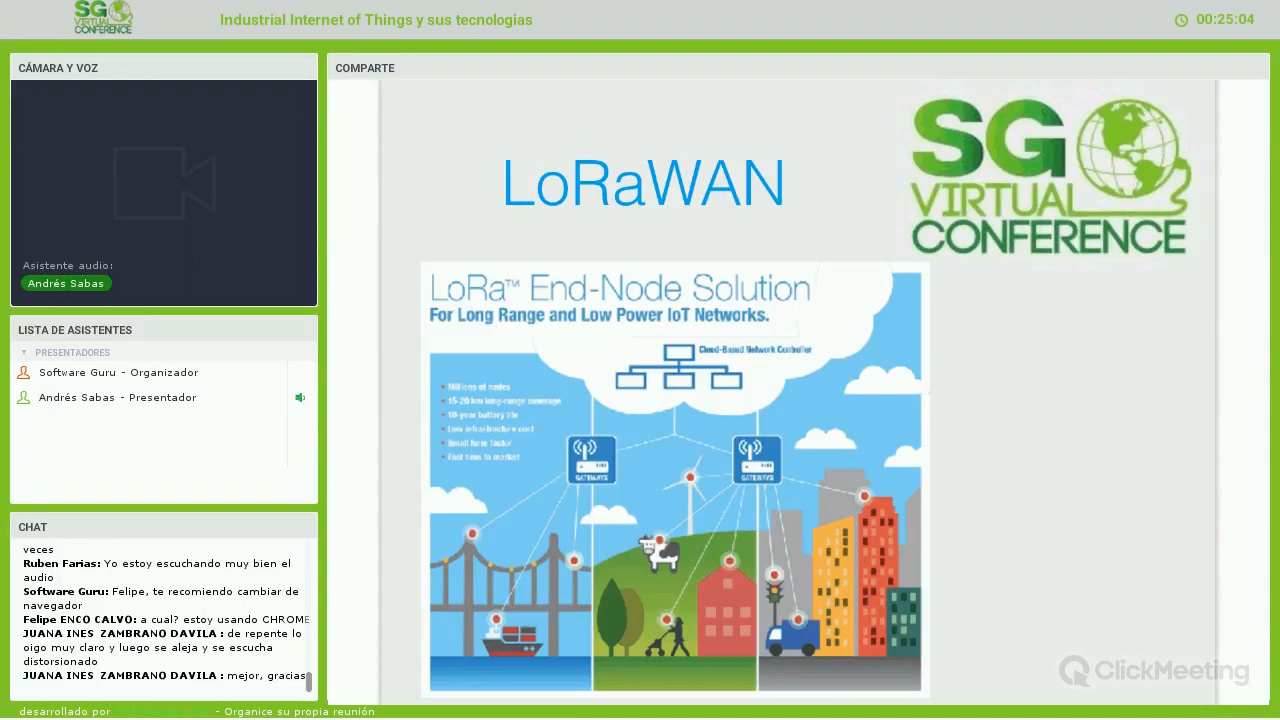 SG
VIRTUAL
CONFERENCE
Industrial Internet of Things y sus tecnologias
00:25:04
CÁMARA Y VOZ
Asistente audio:
Andrés Sabas
LISTA DE ASISTENTES
PRESENTADORES
Software Guru - Organizador
Andrés Sabas - Presentador
CHAT
veces
Ruben Farias: Yo estoy escuchando muy bien el
audio
Software Guru: Felipe, te recomiendo cambiar de
navegador
Felipe ENCO CALVO: a cual? estoy usando CHROME
JUANA INES ZAMBRANO DAVILA : de repente lo
oigo muy claro y luego se aleja y se escucha
distorsionado
JUANA INES ZAMBRANO DAVILA : mejor, gracias
COMPARTE
LoRaWAN
SG
VIRTUAL
CONFERENCE
LoRa™ End-Node Solution
For Long Range and Low Power IoT Networks.
Cloud-Based Network Controller
• Millions of nodes
• 15-20 km long-range coverage
• 10-year battery life
• Low infrastructure cost
• Small form factor
• Fast time to market
GATEWAYS
GATEWAYS
ClickMeeting
desarrollado por
- Organice su propia reunión